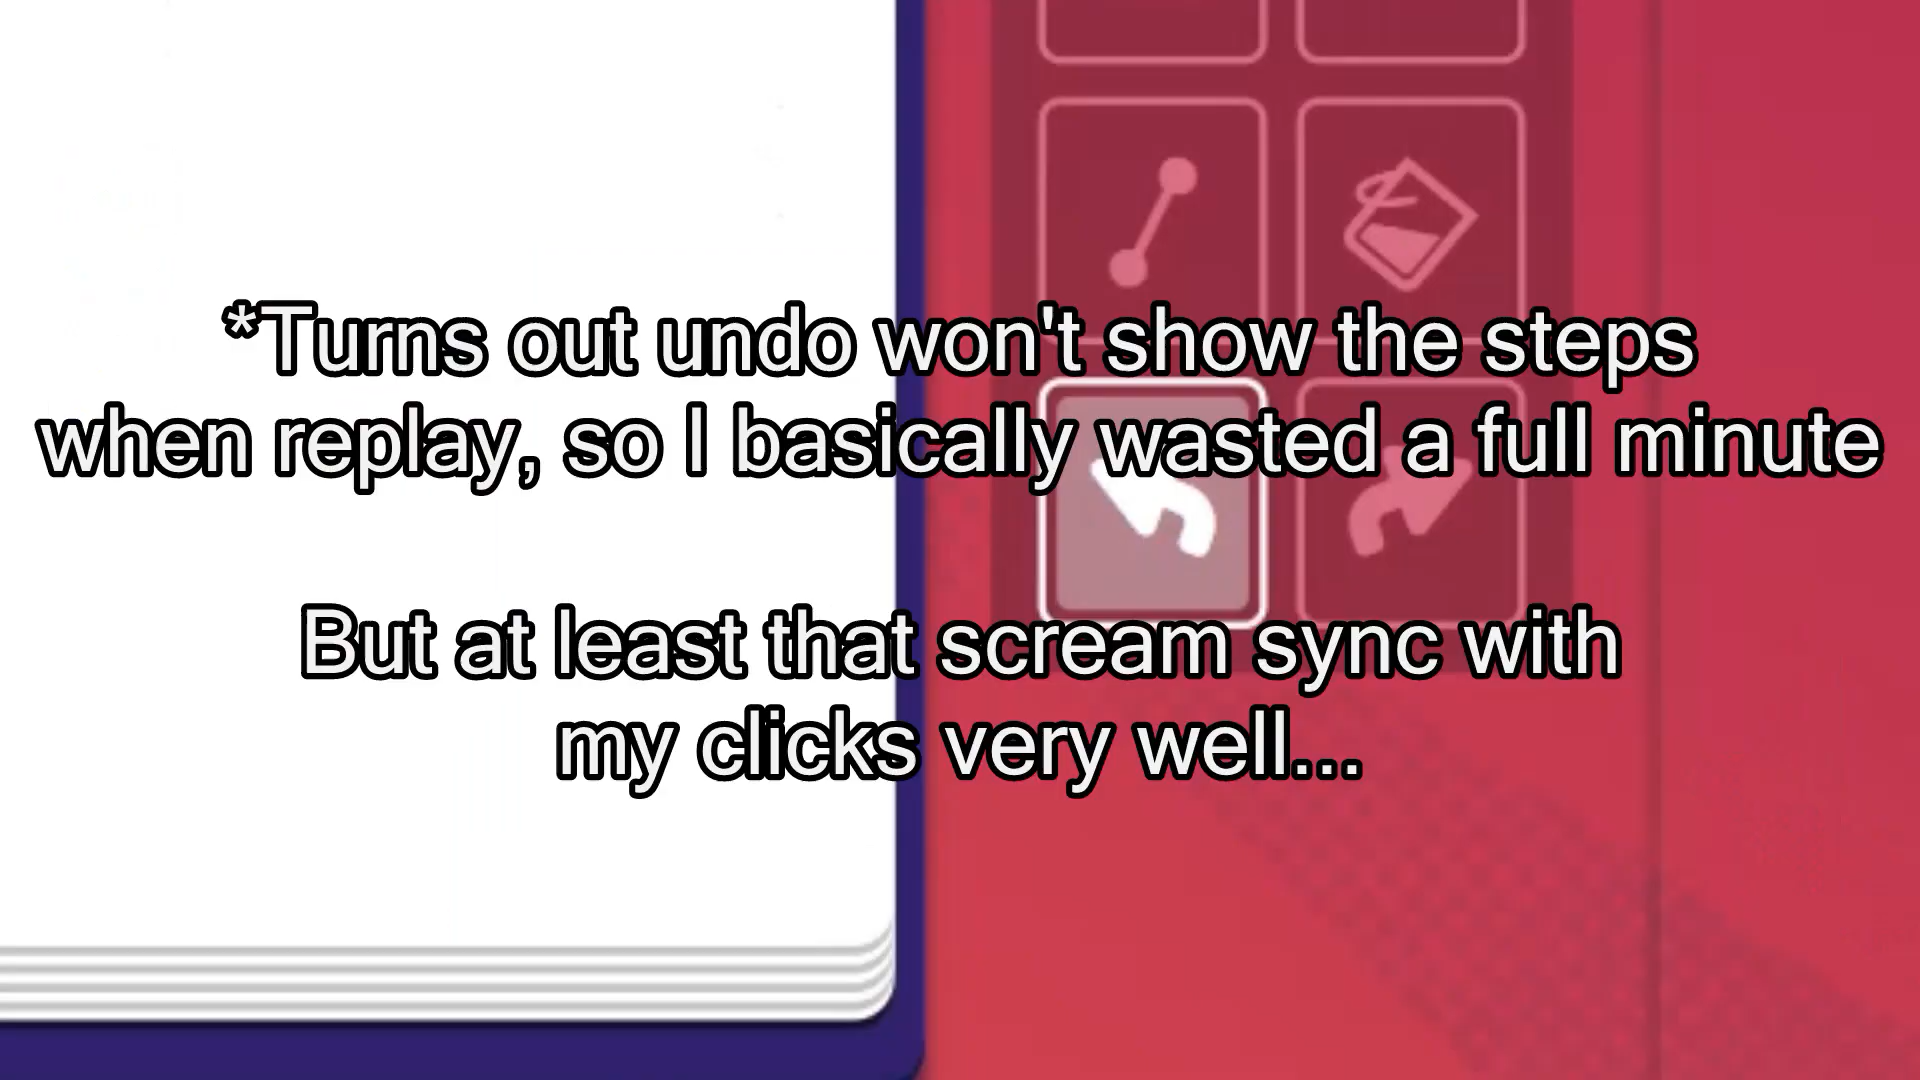 *Turns out undo won't show the steps
when replay, so I basically wasted a full minute
But at least that scream sync with
my clicks very well...